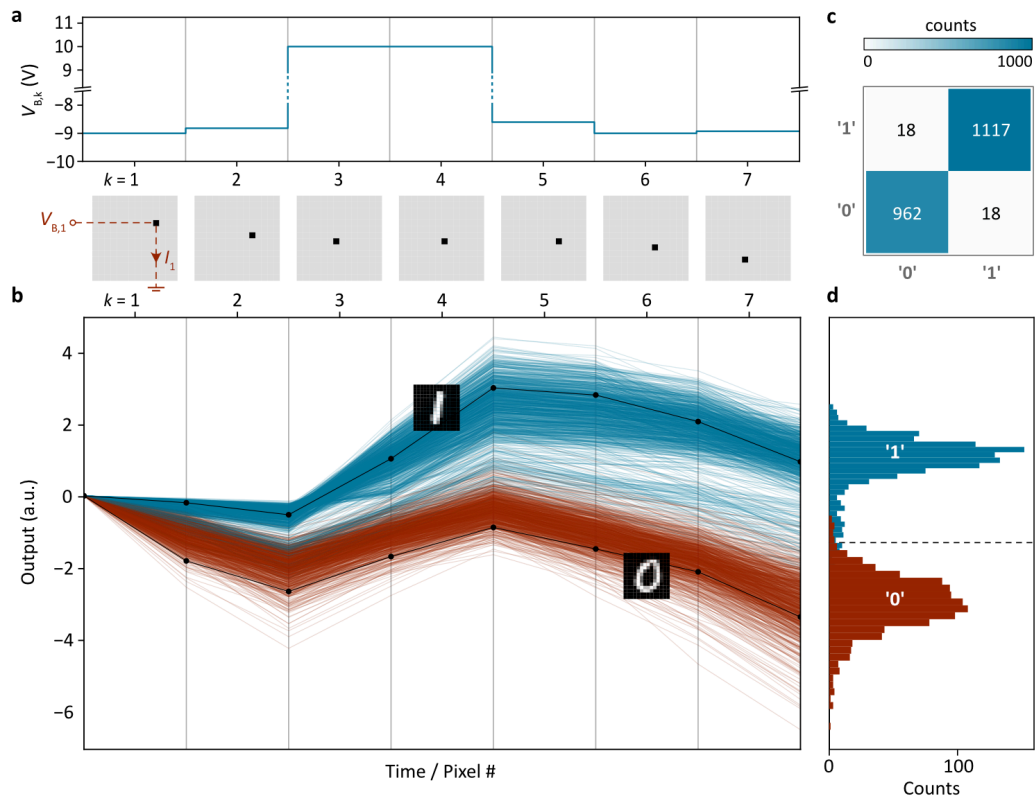 a
11
10
9
−8
−9
−10
V_B,k (V)
k = 1 2 3 4 5 6 7
V_B,1
I_1
c
counts
0 1000
'1' 18 1117
'0' 962 18
'0' '1'
b
k = 1 2 3 4 5 6 7
4
2
0
−2
−4
−6
Output (a.u.)
Time / Pixel #
d
'1'
'0'
0 100
Counts